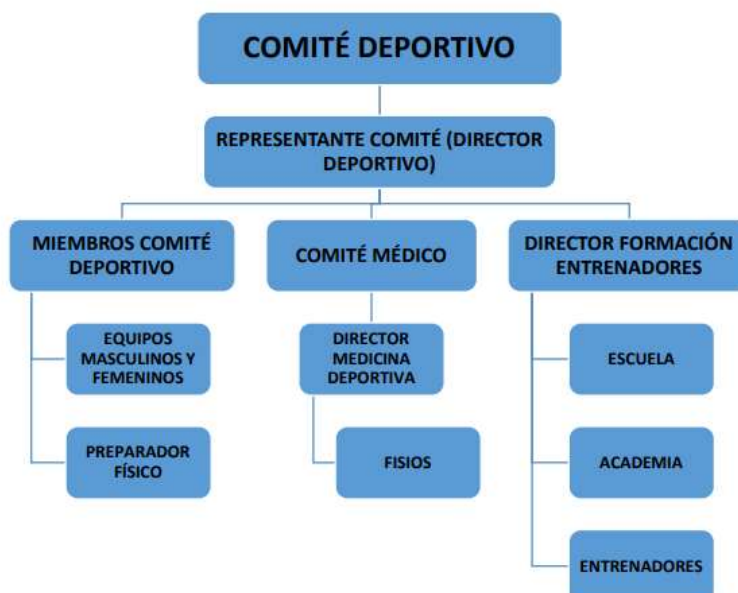 COMITÉ DEPORTIVO
REPRESENTANTE COMITÉ (DIRECTOR
DEPORTIVO)
MIEMBROS COMITÉ
DEPORTIVO
COMITÉ MÉDICO
DIRECTOR FORMACIÓN
ENTRENADORES
EQUIPOS
MASCULINOS Y
FEMENINOS
DIRECTOR
MEDICINA
DEPORTIVA
ESCUELA
PREPARADOR
FÍSICO
FISIOS
ACADEMIA
ENTRENADORES